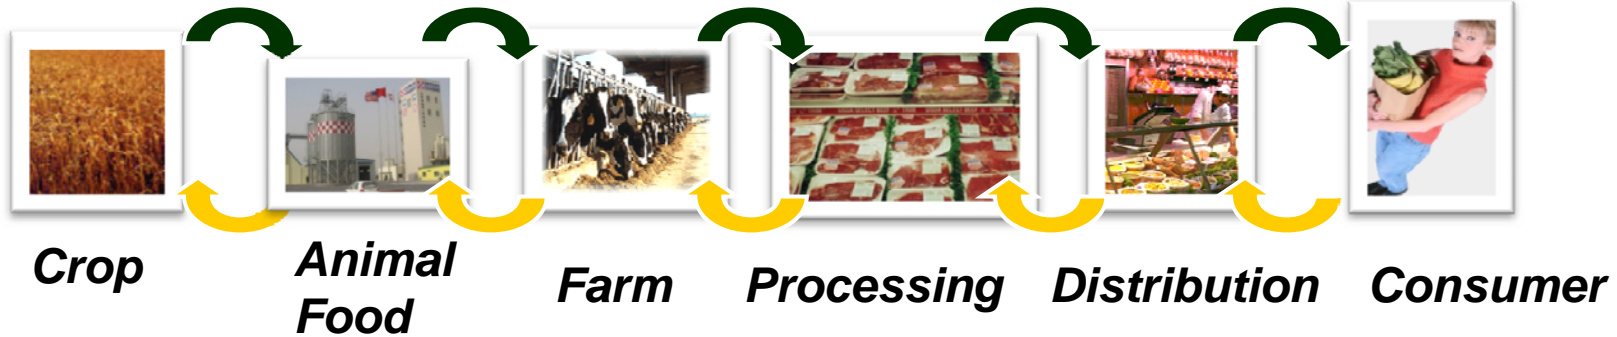 Crop
Animal
Food
Farm
Processing
Distribution
Consumer